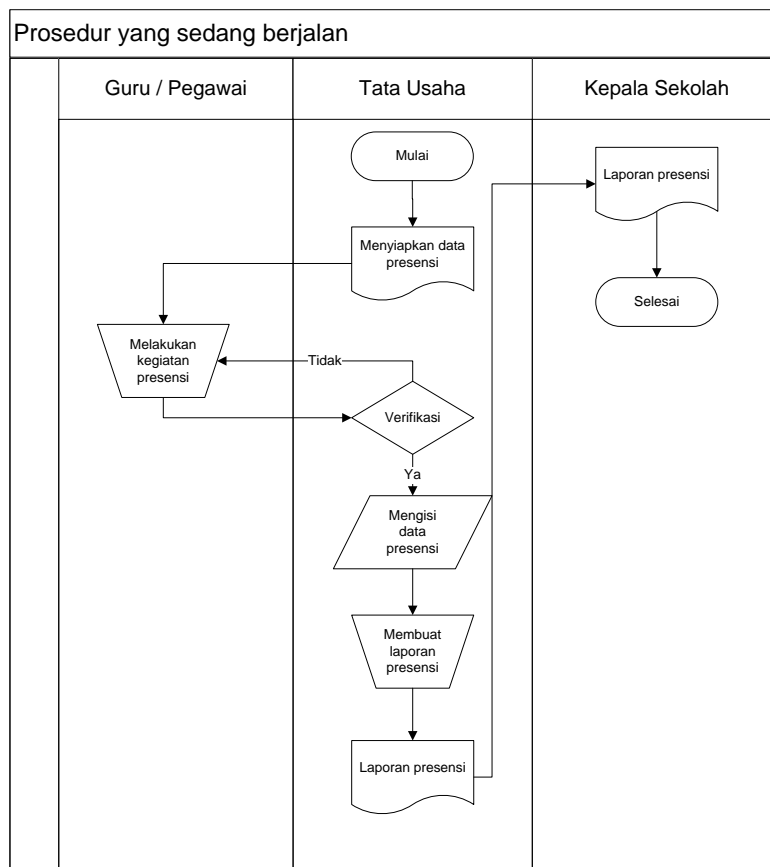 Prosedur yang sedang berjalan
Guru / Pegawai
Tata Usaha
Kepala Sekolah
Mulai
Menyiapkan data
presensi
Melakukan
kegiatan
presensi
Tidak
Verifikasi
Ya
Mengisi
data
presensi
Membuat
laporan
presensi
Laporan presensi
Laporan presensi
Selesai